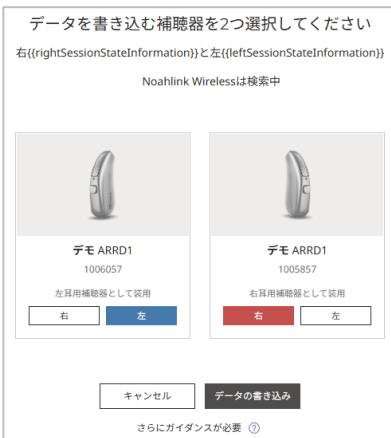 データを書き込む補聴器を2つ選択してください
右{{rightSessionStateInformation}}と左{{leftSessionStateInformation}}
Noahlink Wirelessは検索中
デモ ARRD1
1006057
左耳用補聴器として装用
右 左
デモ ARRD1
1005857
右耳用補聴器として装用
右 左
キャンセル データの書き込み
さらにガイダンスが必要 ?